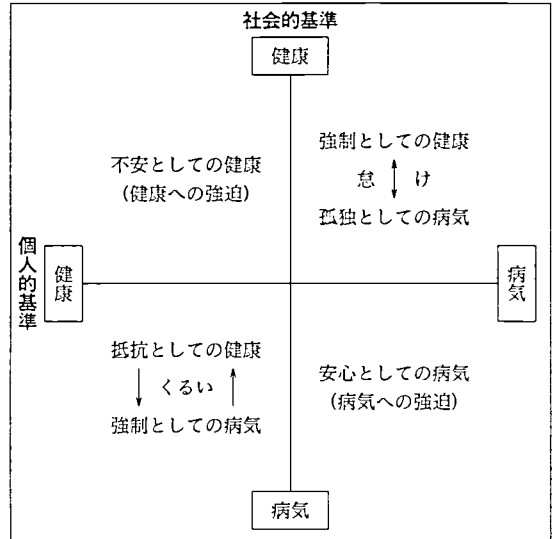 社会的基準
健康
強制としての健康
怠 け
孤独としての病気
不安としての健康
(健康への強迫)
個人的基準
健康
病気
抵抗としての健康
くるい
強制としての病気
安心としての病気
(病気への強迫)
病気